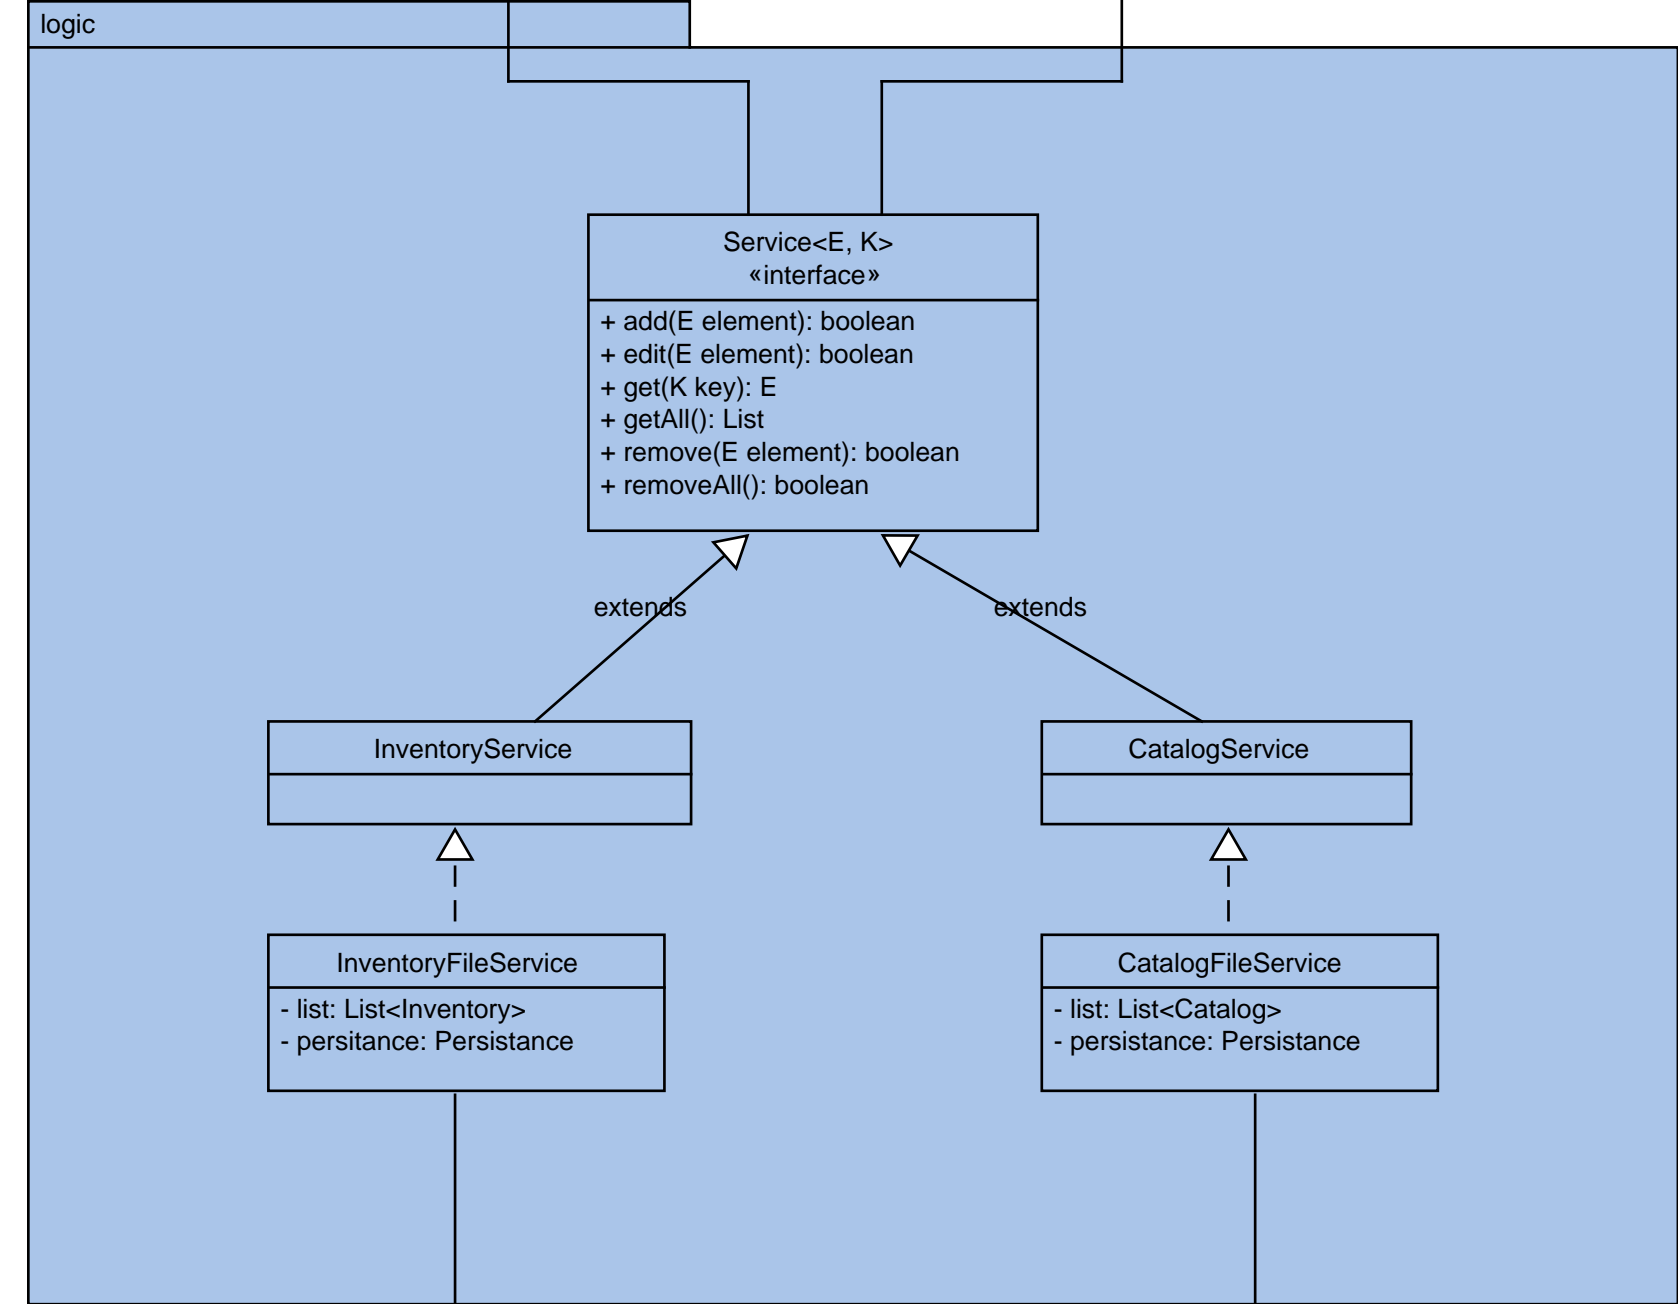 logic
Service<E, K>
«interface»
+ add(E element): boolean
+ edit(E element): boolean
+ get(K key): E
+ getAll(): List
+ remove(E element): boolean
+ removeAll(): boolean
extends
extends
InventoryService
CatalogService
InventoryFileService
- list: List<Inventory>
- persitance: Persistance
CatalogFileService
- list: List<Catalog>
- persistance: Persistance